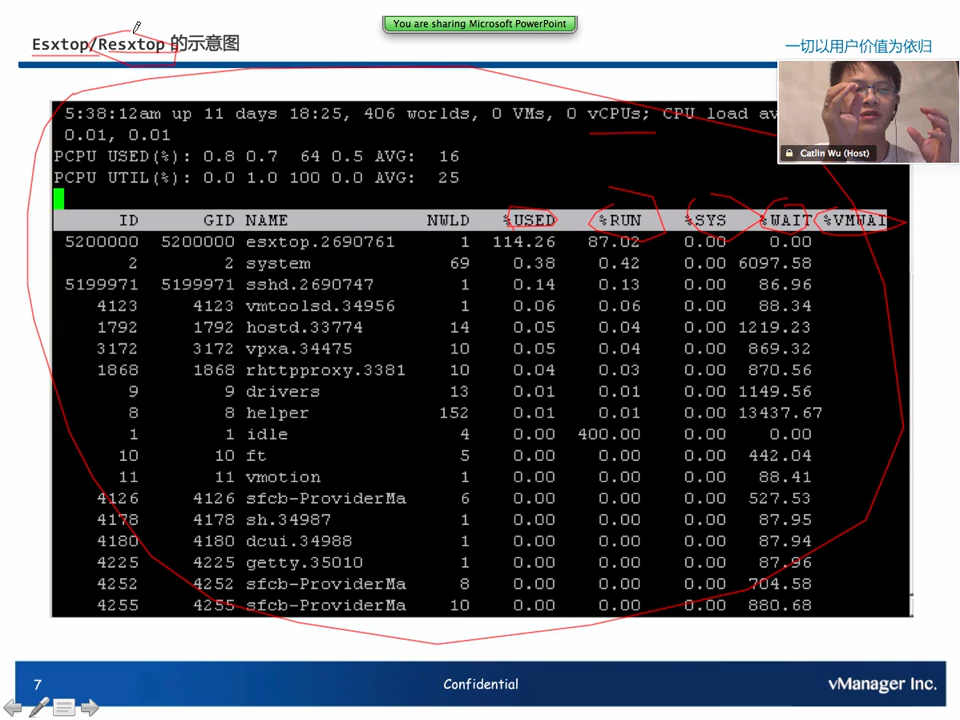 You are sharing Microsoft PowerPoint
Esxtop/Resxtop 的示意图
一切以用户价值为依归
Catlin Wu (Host)
5:38:12am up 11 days 18:25, 406 worlds, 0 VMs, 0 vCPUs; CPU load
0.01, 0.01
PCPU USED(%): 0.8 0.7 64 0.5 AVG: 16
PCPU UTIL(%): 0.0 1.0 100 0.0 AVG: 25
ID GID NAME NWLD %USED %RUN %SYS %WAIT %VMWAI
5200000 5200000 esxtop.2690761 1 114.26 87.02 0.00 0.00
2 2 system 69 0.38 0.42 0.00 6097.58
5199971 5199971 sshd.2690747 1 0.14 0.13 0.00 86.96
4123 4123 vmtoolsd.34956 1 0.06 0.06 0.00 88.34
1792 1792 hostd.33774 14 0.05 0.04 0.00 1219.23
3172 3172 vpxa.34475 10 0.05 0.04 0.00 869.32
1868 1868 rhttpproxy.3381 10 0.04 0.03 0.00 870.56
9 9 drivers 13 0.01 0.01 0.00 1149.56
8 8 helper 152 0.01 0.01 0.00 13437.67
1 1 idle 4 0.00 400.00 0.00 0.00
10 10 ft 5 0.00 0.00 0.00 442.04
11 11 vmotion 1 0.00 0.00 0.00 88.41
4126 4126 sfcb-ProviderMa 6 0.00 0.00 0.00 527.53
4178 4178 sh.34987 1 0.00 0.00 0.00 87.95
4180 4180 dcui.34988 1 0.00 0.00 0.00 87.94
4225 4225 getty.35010 1 0.00 0.00 0.00 87.96
4252 4252 sfcb-ProviderMa 8 0.00 0.00 0.00 704.58
4255 4255 sfcb-ProviderMa 10 0.00 0.00 0.00 880.68
7
Confidential
vManager Inc.